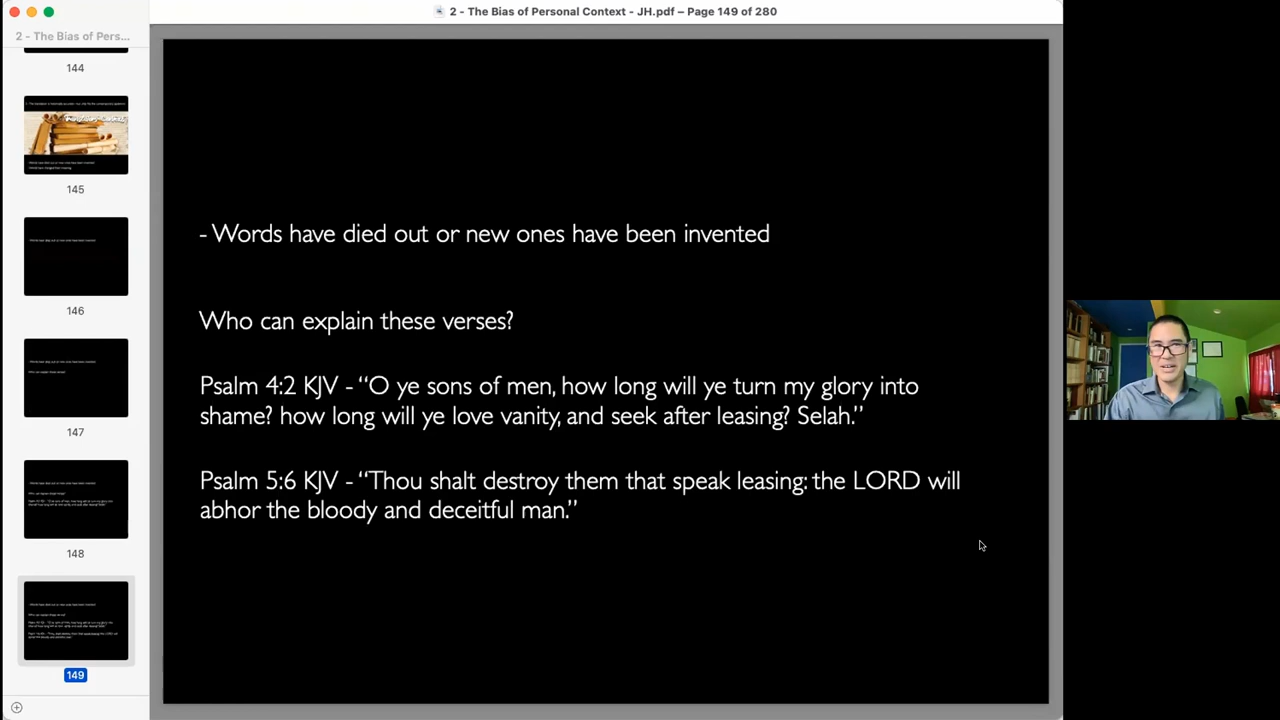 2 - The Bias of Personal Context - JH.pdf – Page 149 of 280
2 - The Bias of Pers...
144
145
146
147
148
149
- Words have died out or new ones have been invented
Who can explain these verses?
Psalm 4:2 KJV - “O ye sons of men, how long will ye turn my glory into
shame? how long will ye love vanity, and seek after leasing? Selah.”
Psalm 5:6 KJV - “Thou shalt destroy them that speak leasing: the LORD will
abhor the bloody and deceitful man.”